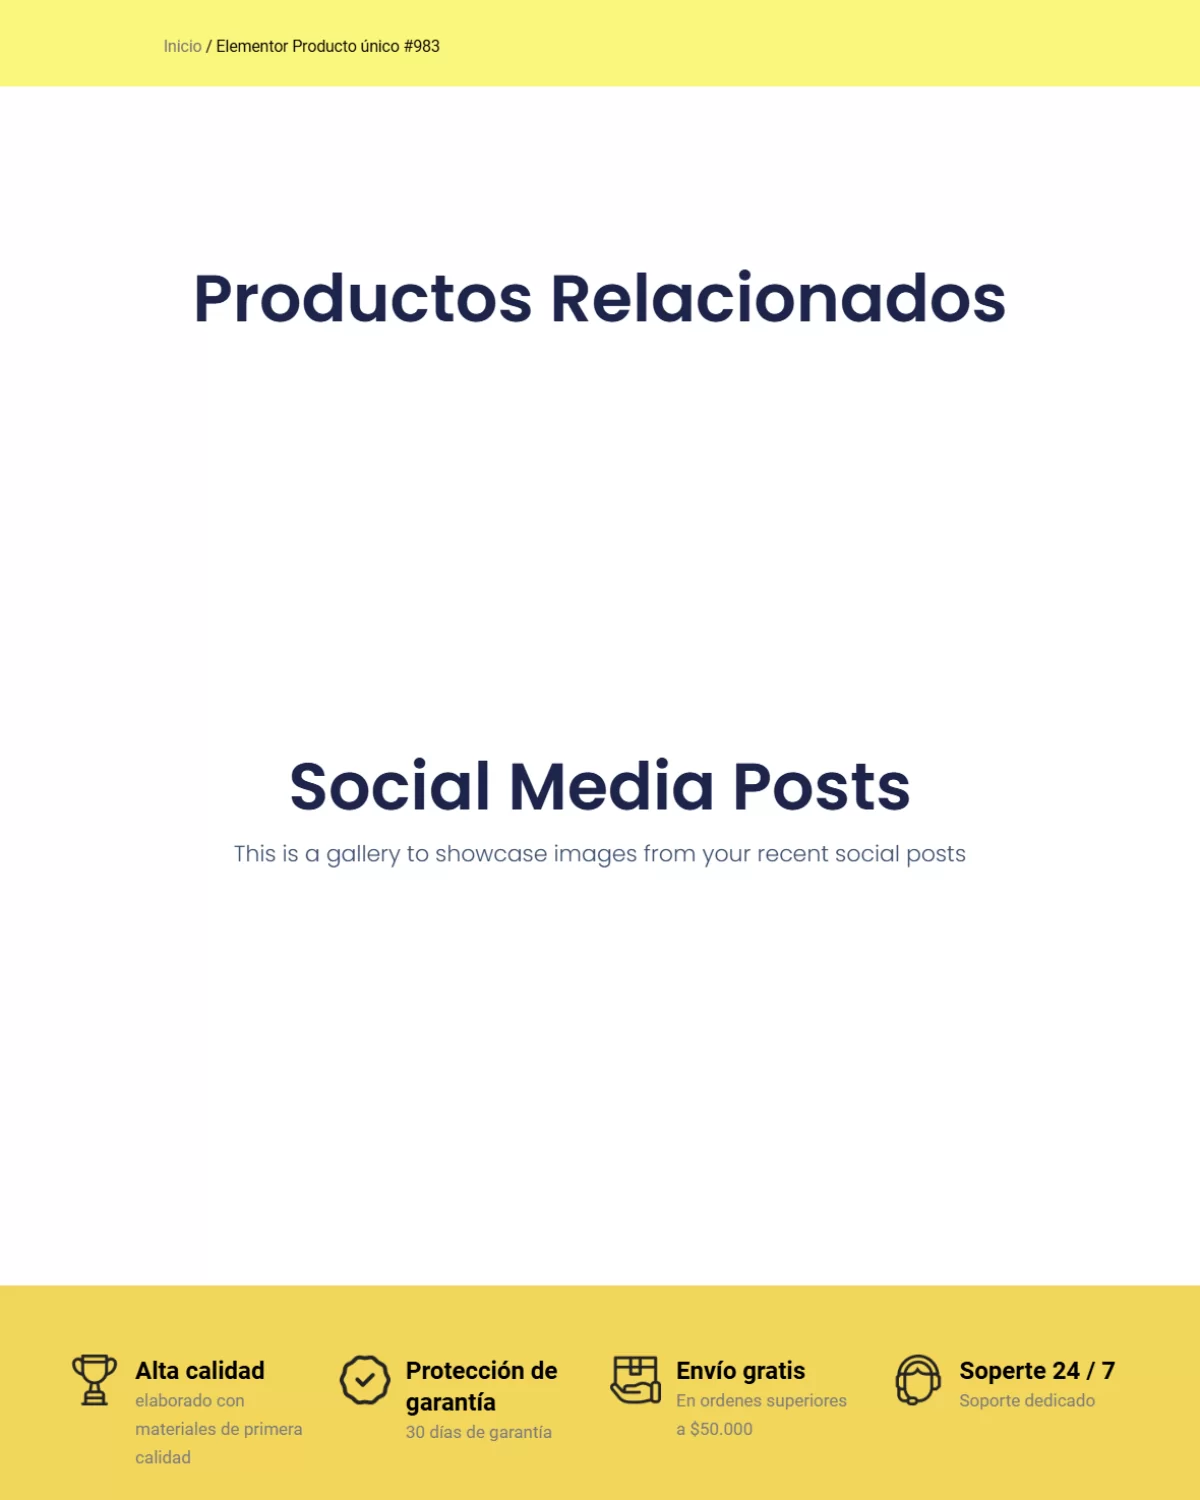 Inicio / Elementor Producto único #983
Productos Relacionados
Social Media Posts
This is a gallery to showcase images from your recent social posts
Alta calidad
elaborado con
materiales de primera
calidad
Protección de
garantía
30 días de garantía
Envío gratis
En ordenes superiores
a $50.000
Soperte 24 / 7
Soporte dedicado